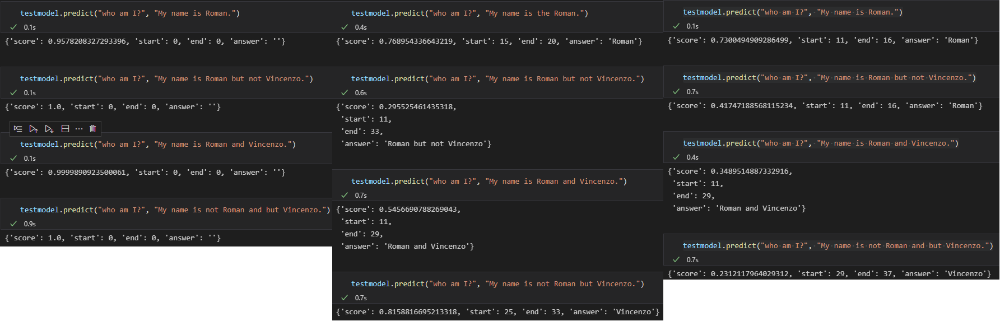 testmodel.predict("who am I?", "My name is Roman.")
0.1s
{'score': 0.9578208327293396, 'start': 0, 'end': 0, 'answer': ''}
testmodel.predict("who am I?", "My name is Roman but not Vincenzo.")
0.1s
{'score': 1.0, 'start': 0, 'end': 0, 'answer': ''}
testmodel.predict("who am I?", "My name is Roman and Vincenzo.")
0.1s
{'score': 0.9999890923500061, 'start': 0, 'end': 0, 'answer': ''}
testmodel.predict("who am I?", "My name is not Roman and but Vincenzo.")
0.9s
{'score': 1.0, 'start': 0, 'end': 0, 'answer': ''}
testmodel.predict("who am I?", "My name is the Roman.")
0.4s
{'score': 0.768954336643219, 'start': 15, 'end': 20, 'answer': 'Roman'}
testmodel.predict("who am I?", "My name is Roman but not Vincenzo.")
0.6s
{'score': 0.295525461435318,
'start': 11,
'end': 33,
'answer': 'Roman but not Vincenzo'}
testmodel.predict("who am I?", "My name is Roman and Vincenzo.")
0.7s
{'score': 0.5456690788269043,
'start': 11,
'end': 29,
'answer': 'Roman and Vincenzo'}
testmodel.predict("who am I?", "My name is not Roman but Vincenzo.")
0.7s
{'score': 0.8158816695213318, 'start': 25, 'end': 33, 'answer': 'Vincenzo'}
testmodel.predict("who am I?", "My name is Roman.")
0.1s
{'score': 0.7300494909286499, 'start': 11, 'end': 16, 'answer': 'Roman'}
testmodel.predict("who am I?", "My name is Roman but not Vincenzo.")
0.7s
{'score': 0.41747188568115234, 'start': 11, 'end': 16, 'answer': 'Roman'}
testmodel.predict("who am I?", "My name is Roman and Vincenzo.")
0.4s
{'score': 0.3489514887332916,
'start': 11,
'end': 29,
'answer': 'Roman and Vincenzo'}
testmodel.predict("who am I?", "My name is not Roman and but Vincenzo.")
0.7s
{'score': 0.2312117964029312, 'start': 29, 'end': 37, 'answer': 'Vincenzo'}